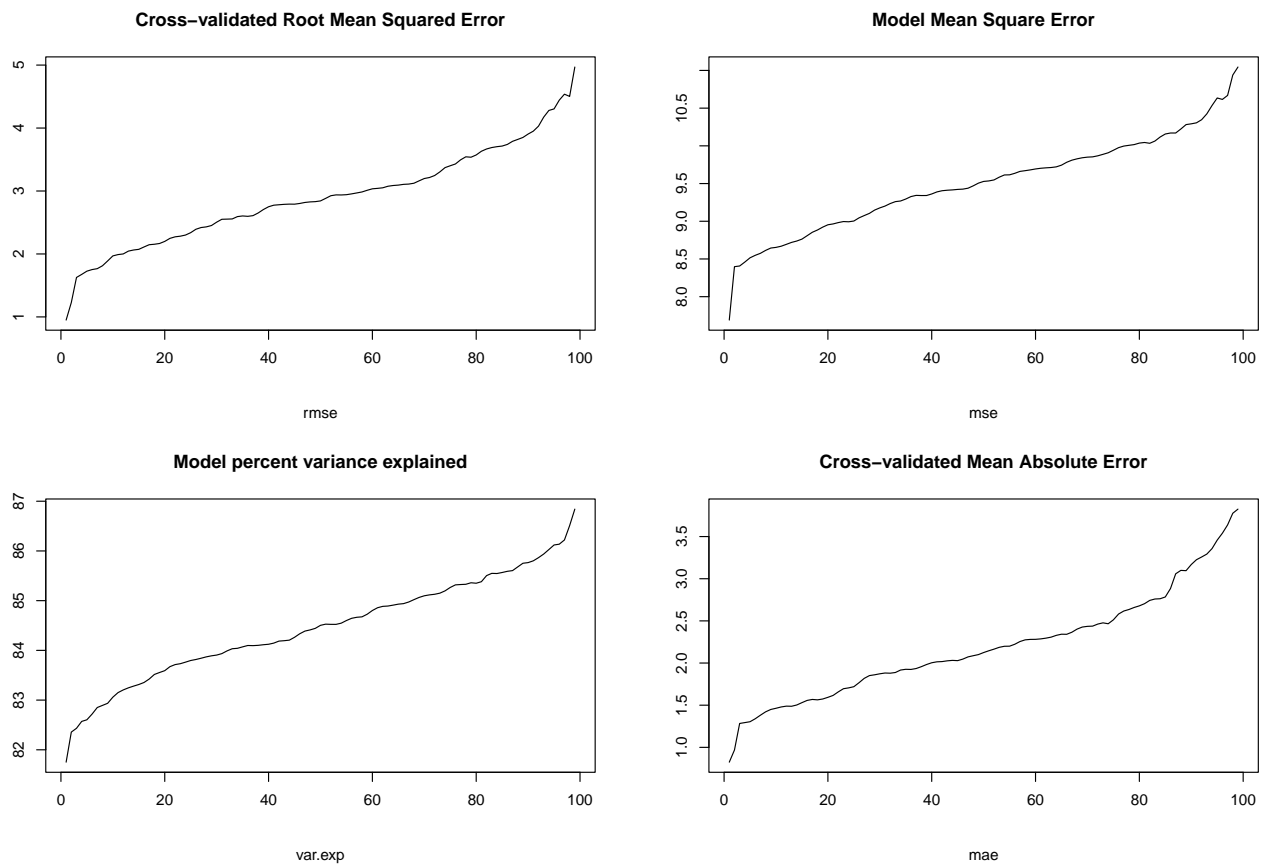 Cross−validated Root Mean Squared Error
5
4
3
2
1
0 20 40 60 80 100
rmse
Model Mean Square Error
10.5
9.5
9.0
8.5
8.0
0 20 40 60 80 100
mse
Model percent variance explained
87
86
85
84
83
82
0 20 40 60 80 100
var.exp
Cross−validated Mean Absolute Error
3.5
3.0
2.5
2.0
1.5
1.0
0 20 40 60 80 100
mae